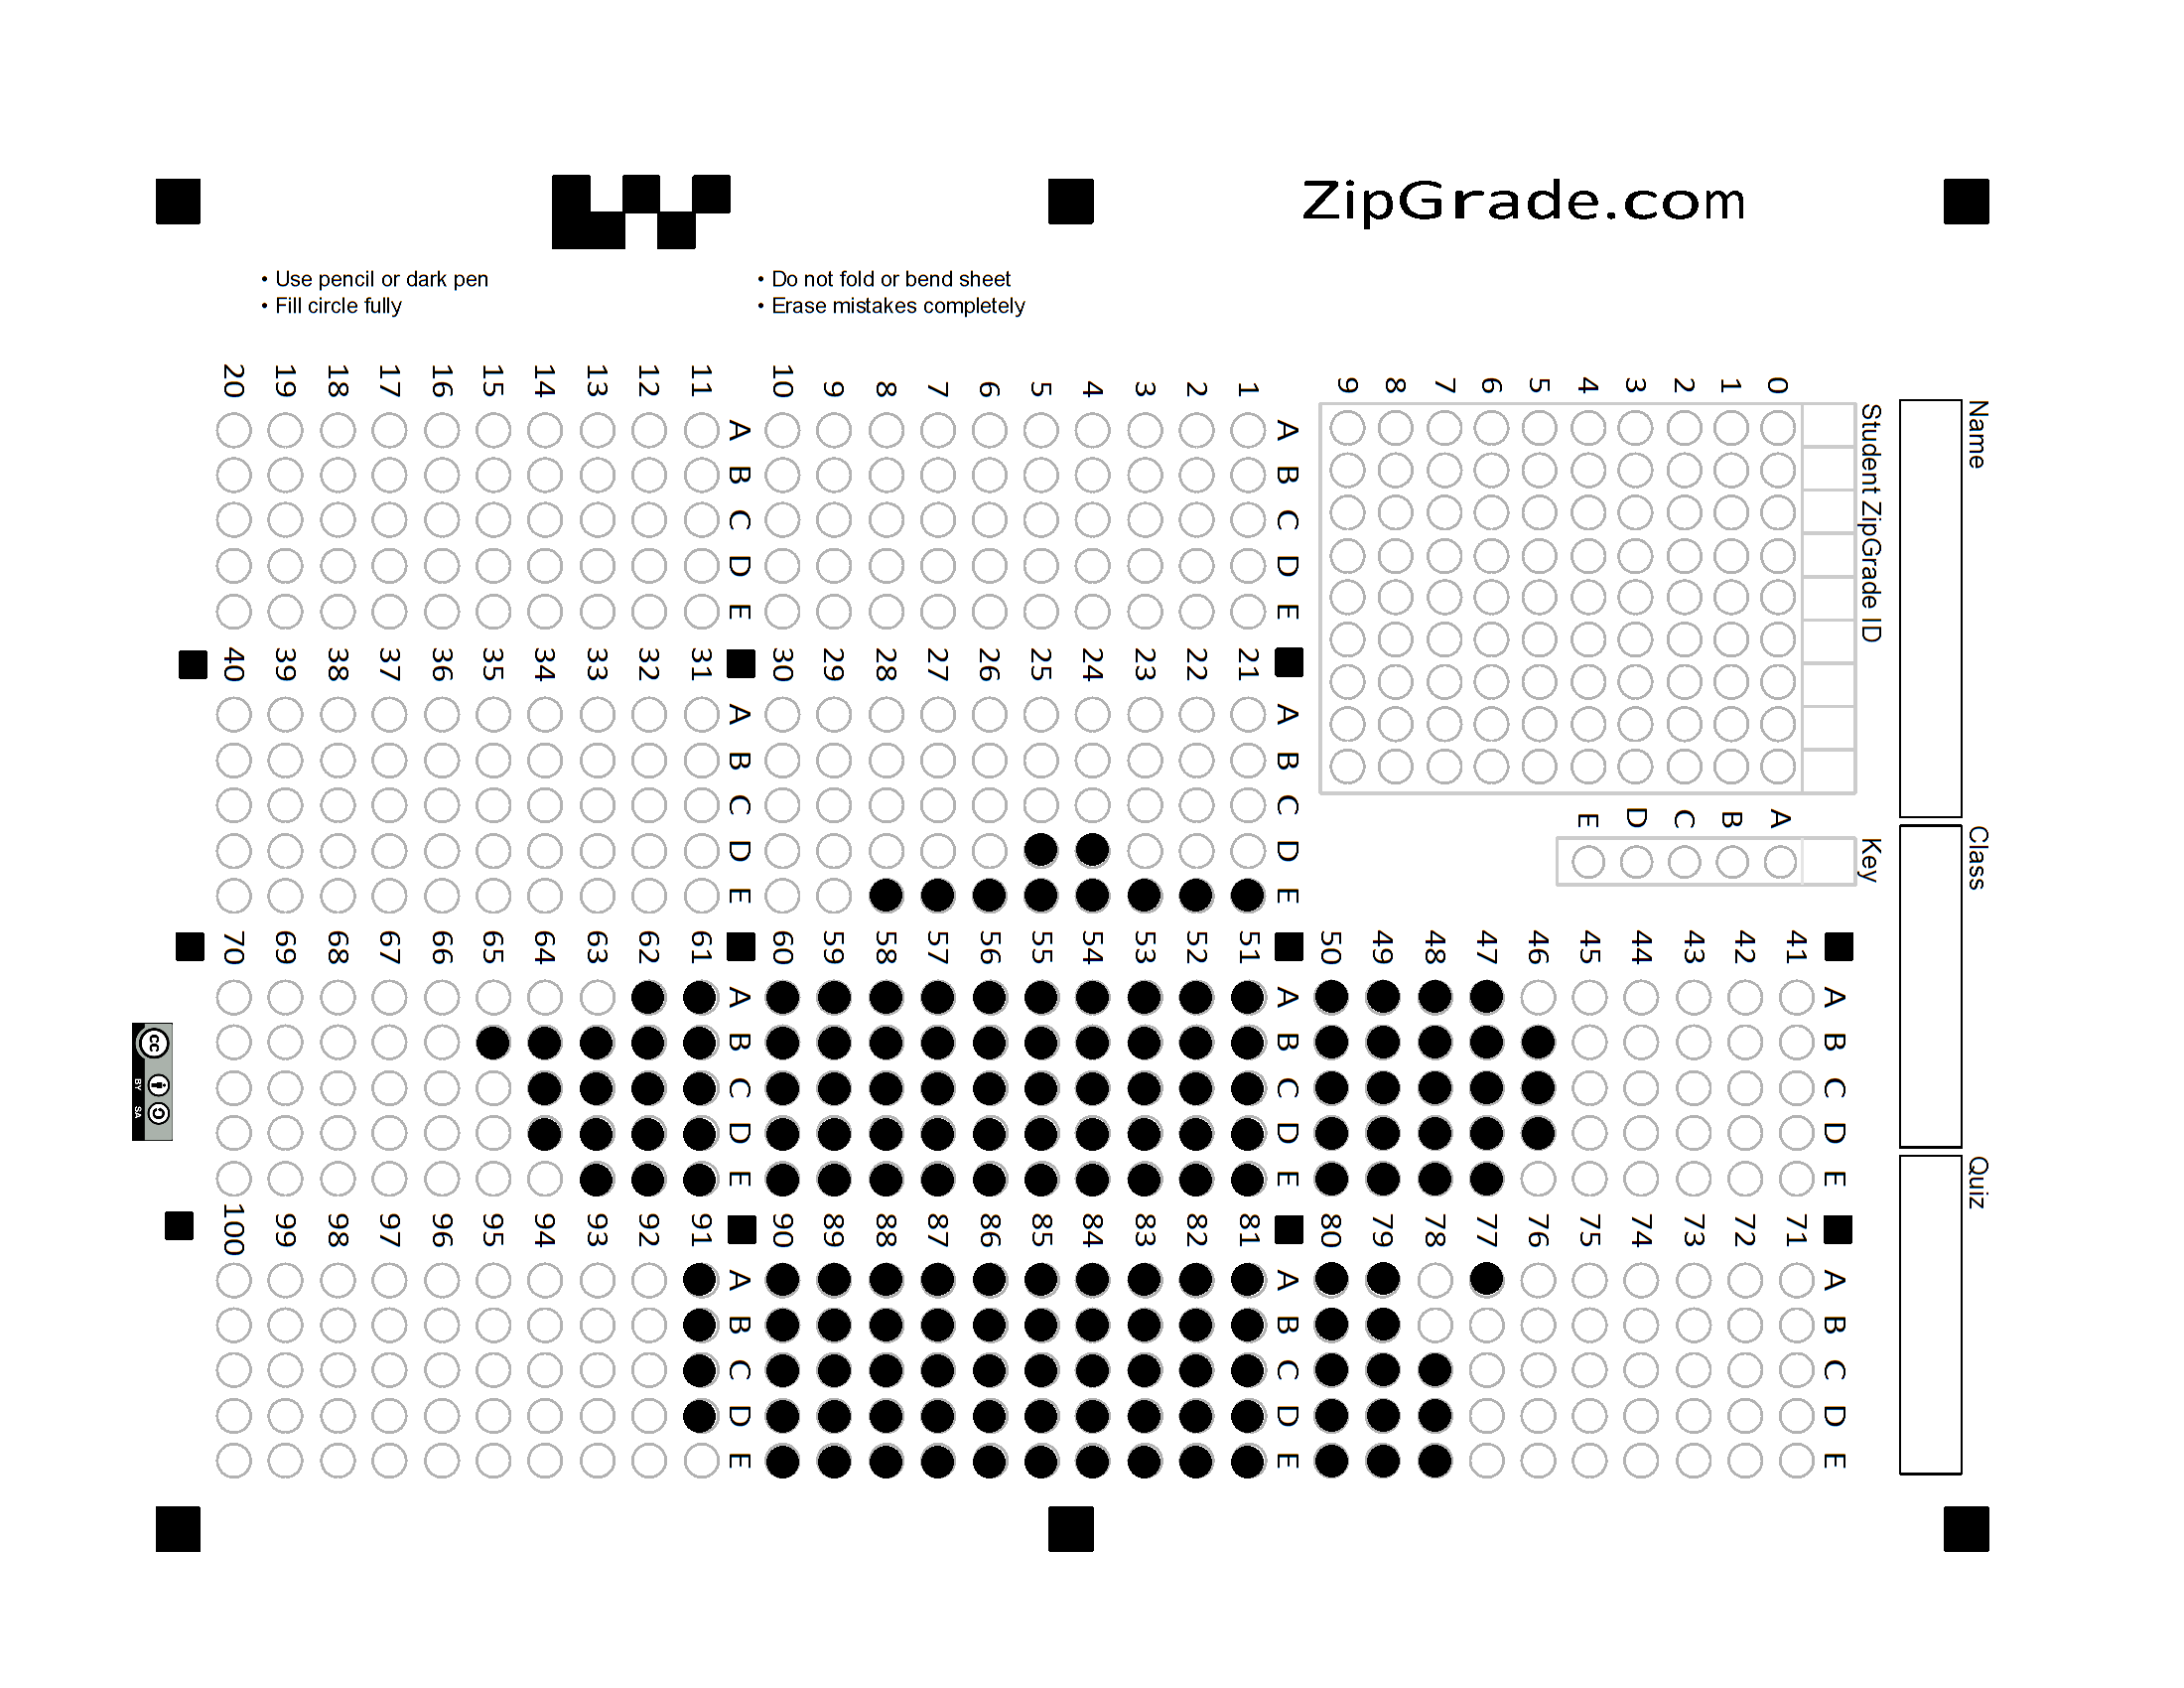 ZipGrade.com
• Use pencil or dark pen
• Fill circle fully
• Do not fold or bend sheet
• Erase mistakes completely
Name
Class
Quiz
Student ZipGrade ID
0 1 2 3 4 5 6 7 8 9
Key
A B C D E
1 2 3 4 5 6 7 8 9 10
A B C D E
11 12 13 14 15 16 17 18 19 20
A B C D E
21 22 23 24 25 26 27 28 29 30
A B C D E
31 32 33 34 35 36 37 38 39 40
A B C D E
41 42 43 44 45 46 47 48 49 50
A B C D E
51 52 53 54 55 56 57 58 59 60
A B C D E
61 62 63 64 65 66 67 68 69 70
A B C D E
71 72 73 74 75 76 77 78 79 80
A B C D E
81 82 83 84 85 86 87 88 89 90
A B C D E
91 92 93 94 95 96 97 98 99 100
A B C D E
cc
BY SA